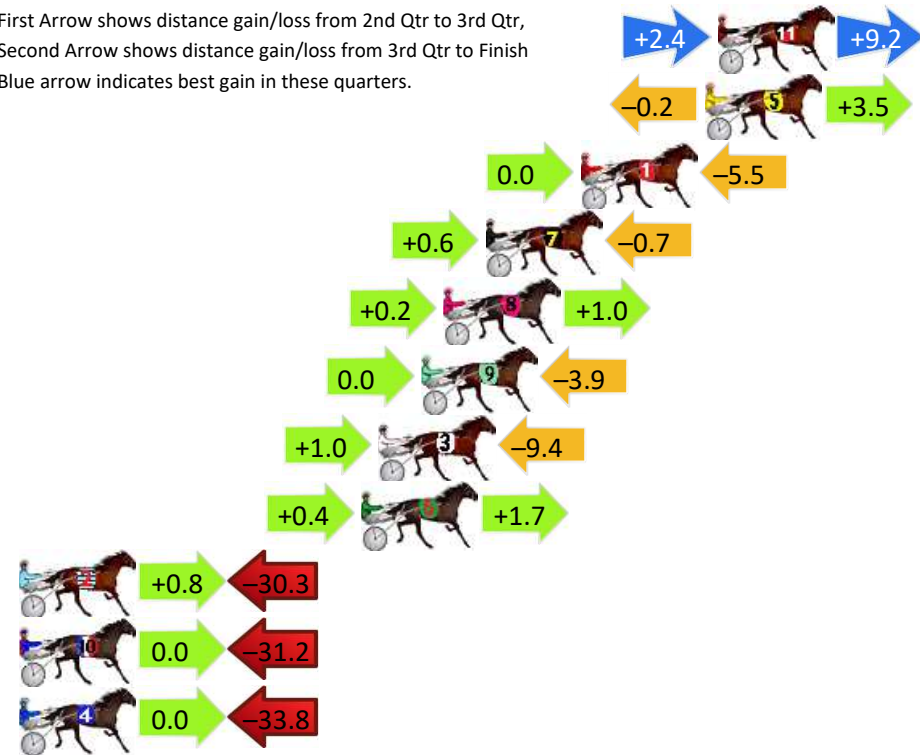 First Arrow shows distance gain/loss from 2nd Qtr to 3rd Qtr,
Second Arrow shows distance gain/loss from 3rd Qtr to Finish
Blue arrow indicates best gain in these quarters.
+2.4 11 +9.2
–0.2 5 +3.5
0.0 1 –5.5
+0.6 7 –0.7
+0.2 8 +1.0
0.0 9 –3.9
+1.0 3 –9.4
+0.4 +1.7
2 +0.8 –30.3
10 0.0 –31.2
4 0.0 –33.8